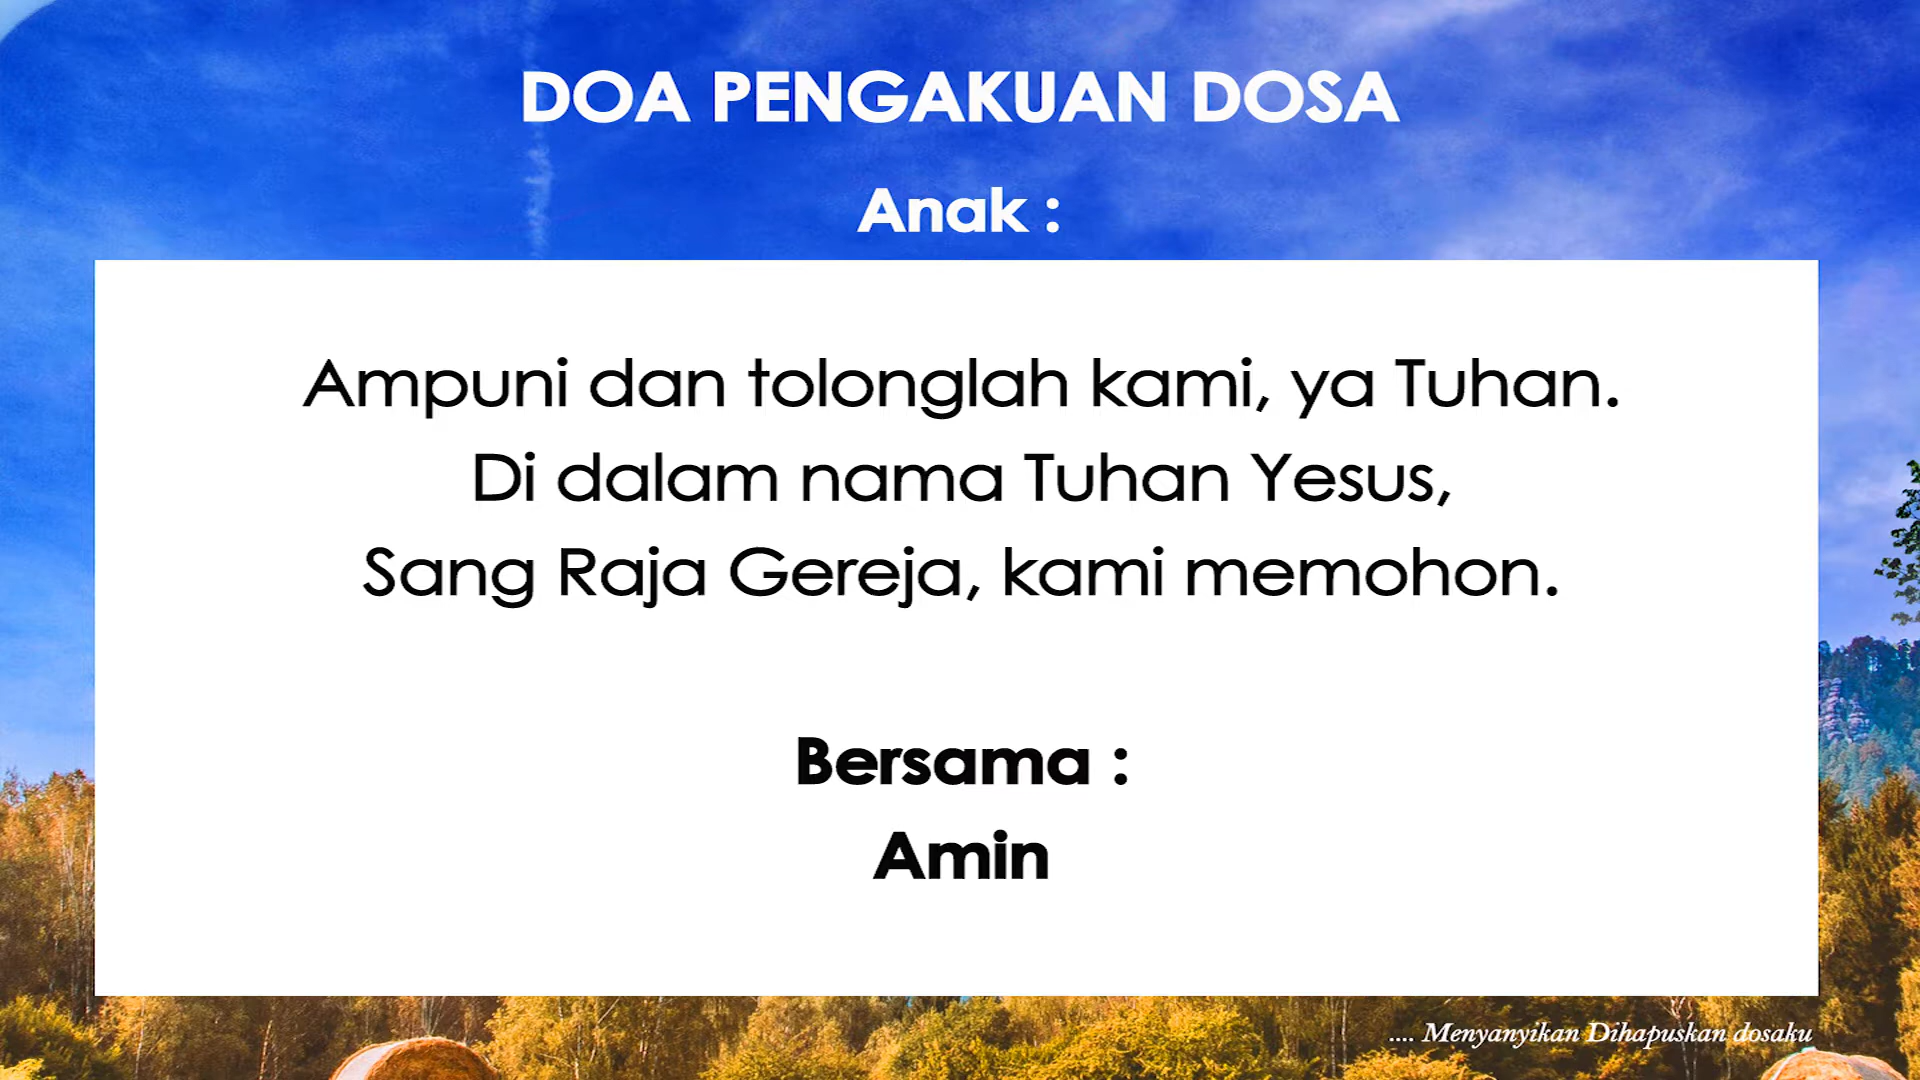 DOA PENGAKUAN DOSA
Anak :
Ampuni dan tolonglah kami, ya Tuhan.
Di dalam nama Tuhan Yesus,
Sang Raja Gereja, kami memohon.
Bersama :
Amin
.... Menyanyikan Dihapuskan dosaku